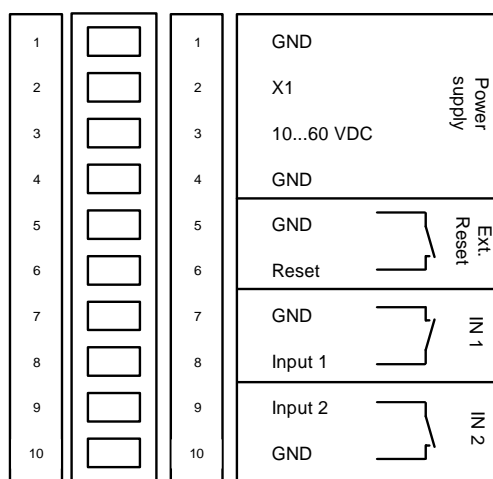 1 1 GND
2 2 X1
3 3 10...60 VDC
4 4 GND
Power
supply
5 5 GND
6 6 Reset
Ext.
Reset
7 7 GND
8 8 Input 1
IN 1
9 9 Input 2
10 10 GND
IN 2